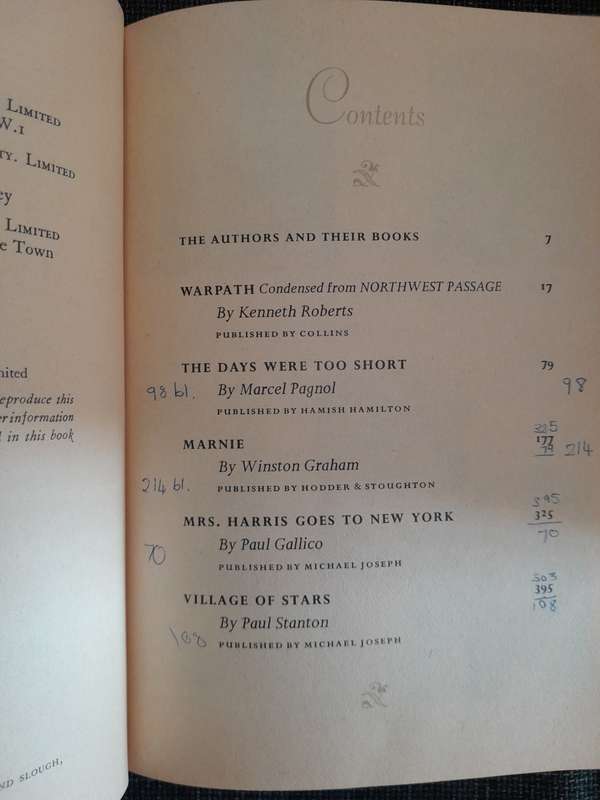 LIMITED
W.1
TY. LIMITED
ey
LIMITED
e TOWN
mited
eproduce this
er information
d in this book
ND SLOUGH,
Contents
THE AUTHORS AND THEIR BOOKS 7
WARPATH Condensed from NORTHWEST PASSAGE 17
By Kenneth Roberts
PUBLISHED BY COLLINS
THE DAYS WERE TOO SHORT 79
98 bl. By Marcel Pagnol 98
PUBLISHED BY HAMISH HAMILTON
325
MARNIE 177
79 214
By Winston Graham
214 bl. PUBLISHED BY HODDER & STOUGHTON
395
MRS. HARRIS GOES TO NEW YORK 325
70
70 By Paul Gallico
PUBLISHED BY MICHAEL JOSEPH
503
VILLAGE OF STARS 395
108
By Paul Stanton
108 PUBLISHED BY MICHAEL JOSEPH